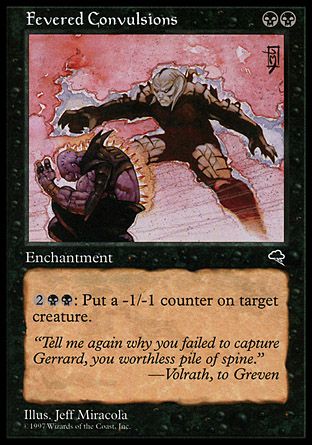 Fevered Convulsions
Enchantment
2: Put a -1/-1 counter on target
creature.
"Tell me again why you failed to capture
Gerrard, you worthless pile of spine."
—Volrath, to Greven
Illus. Jeff Miracola
©1997 Wizards of the Coast, Inc.